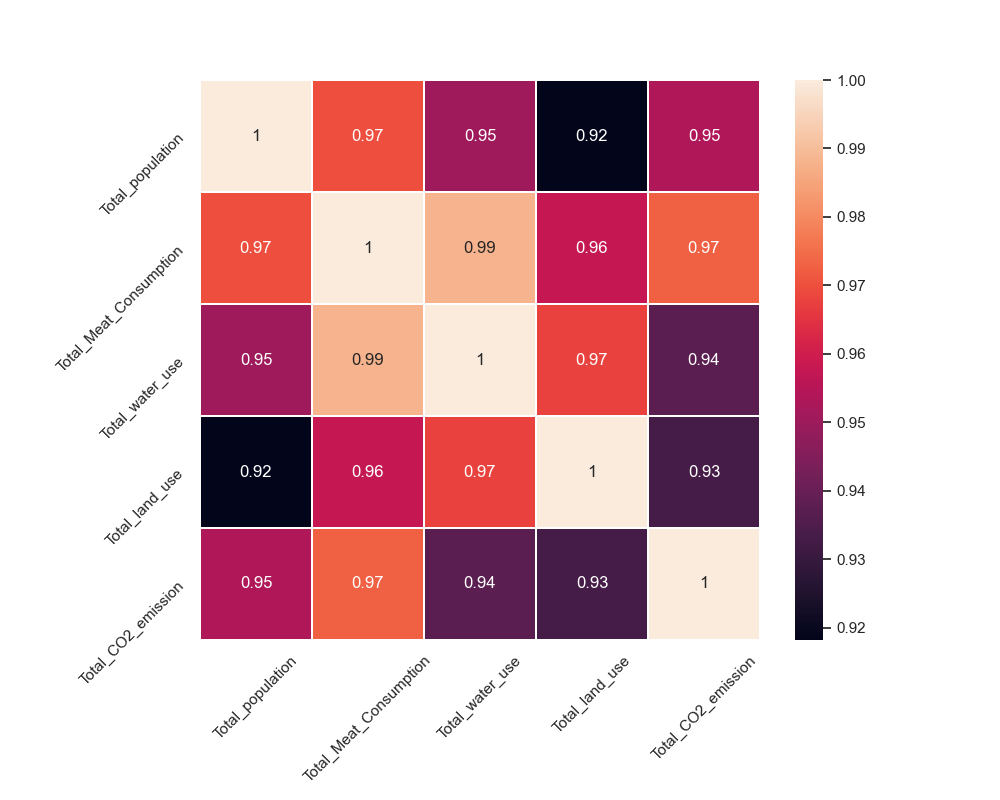 Total_population 1 0.97 0.95 0.92 0.95
Total_Meat_Consumption 0.97 1 0.99 0.96 0.97
Total_water_use 0.95 0.99 1 0.97 0.94
Total_land_use 0.92 0.96 0.97 1 0.93
Total_CO2_emission 0.95 0.97 0.94 0.93 1
Total_population
Total_Meat_Consumption
Total_water_use
Total_land_use
Total_CO2_emission
1.00
0.99
0.98
0.97
0.96
0.95
0.94
0.93
0.92